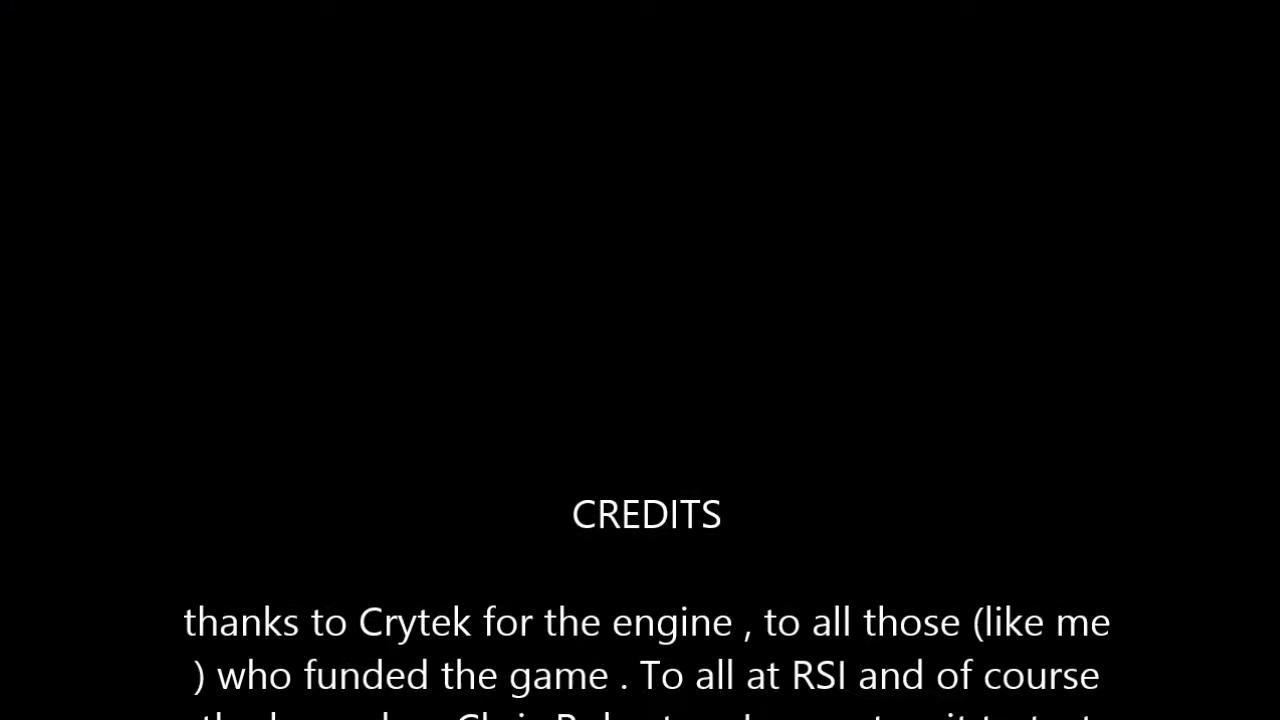 CREDITS
thanks to Crytek for the engine , to all those (like me
) who funded the game . To all at RSI and of course